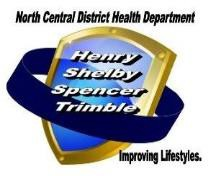 North Central District Health Department
Henry
Shelby
Spencer
Trimble
Improving Lifestyles.